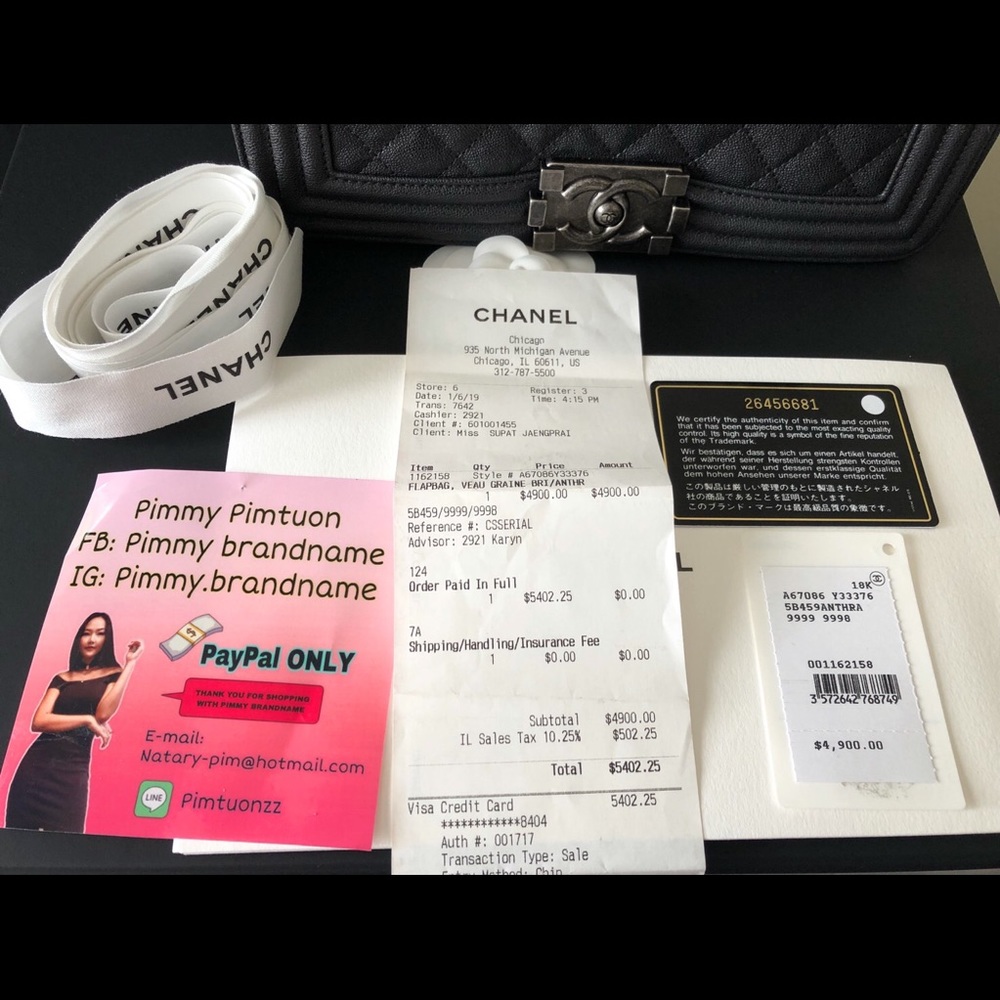 CHANEL
CHANEL
Chicago
935 North Michigan Avenue
Chicago, IL 60611, US
312-787-5500
Store: 6 Register: 3
Date: 1/6/19 Time: 4:15 PM
Trans: 7642
Cashier: 2921
Client #: 601001455
Client: Miss SUPAT JAENGPRAI
Item Qty Price Amount
1162158 Style # A67086Y33376
FLAPBAG, VEAU GRAINE BRI/ANTHR
1 $4900.00 $4900.00
5B459/9999/9998
Reference #: CSSERIAL
Advisor: 2921 Karyn
124
Order Paid In Full
1 $5402.25 $0.00
7A
Shipping/Handling/Insurance Fee
1 $0.00 $0.00
Subtotal $4900.00
IL Sales Tax 10.25% $502.25
Total $5402.25
Visa Credit Card 5402.25
************8404
Auth #: 001717
Transaction Type: Sale
Entry Method: Chip
Pimmy Pimtuon
FB: Pimmy brandname
IG: Pimmy.brandname
PayPal ONLY
THANK YOU FOR SHOPPING
WITH PIMMY BRANDNAME
E-mail:
Natary-pim@hotmail.com
LINE
Pimtuonzz
26456681
We certify the authenticity of this item and confirm
that it has been subjected to the most exacting quality
control. Its high quality is a symbol of the fine reputation
of the Trademark.
Wir bestätigen, dass es sich um einen Artikel handelt,
der während seiner Herstellung strengsten Kontrollen
unterworfen war, und dessen erstklassige Qualität
dem hohen Ansehen unserer Marke entspricht.
この製品は厳しい管理のもとに製造されたシャネル
社の商品であることを証明いたします。
このブランド・マークは最高級品質の象徴です。
L
18K
A67086 Y33376
5B459ANTHRA
9999 9998
001162158
3 572642 768749
$4,900.00